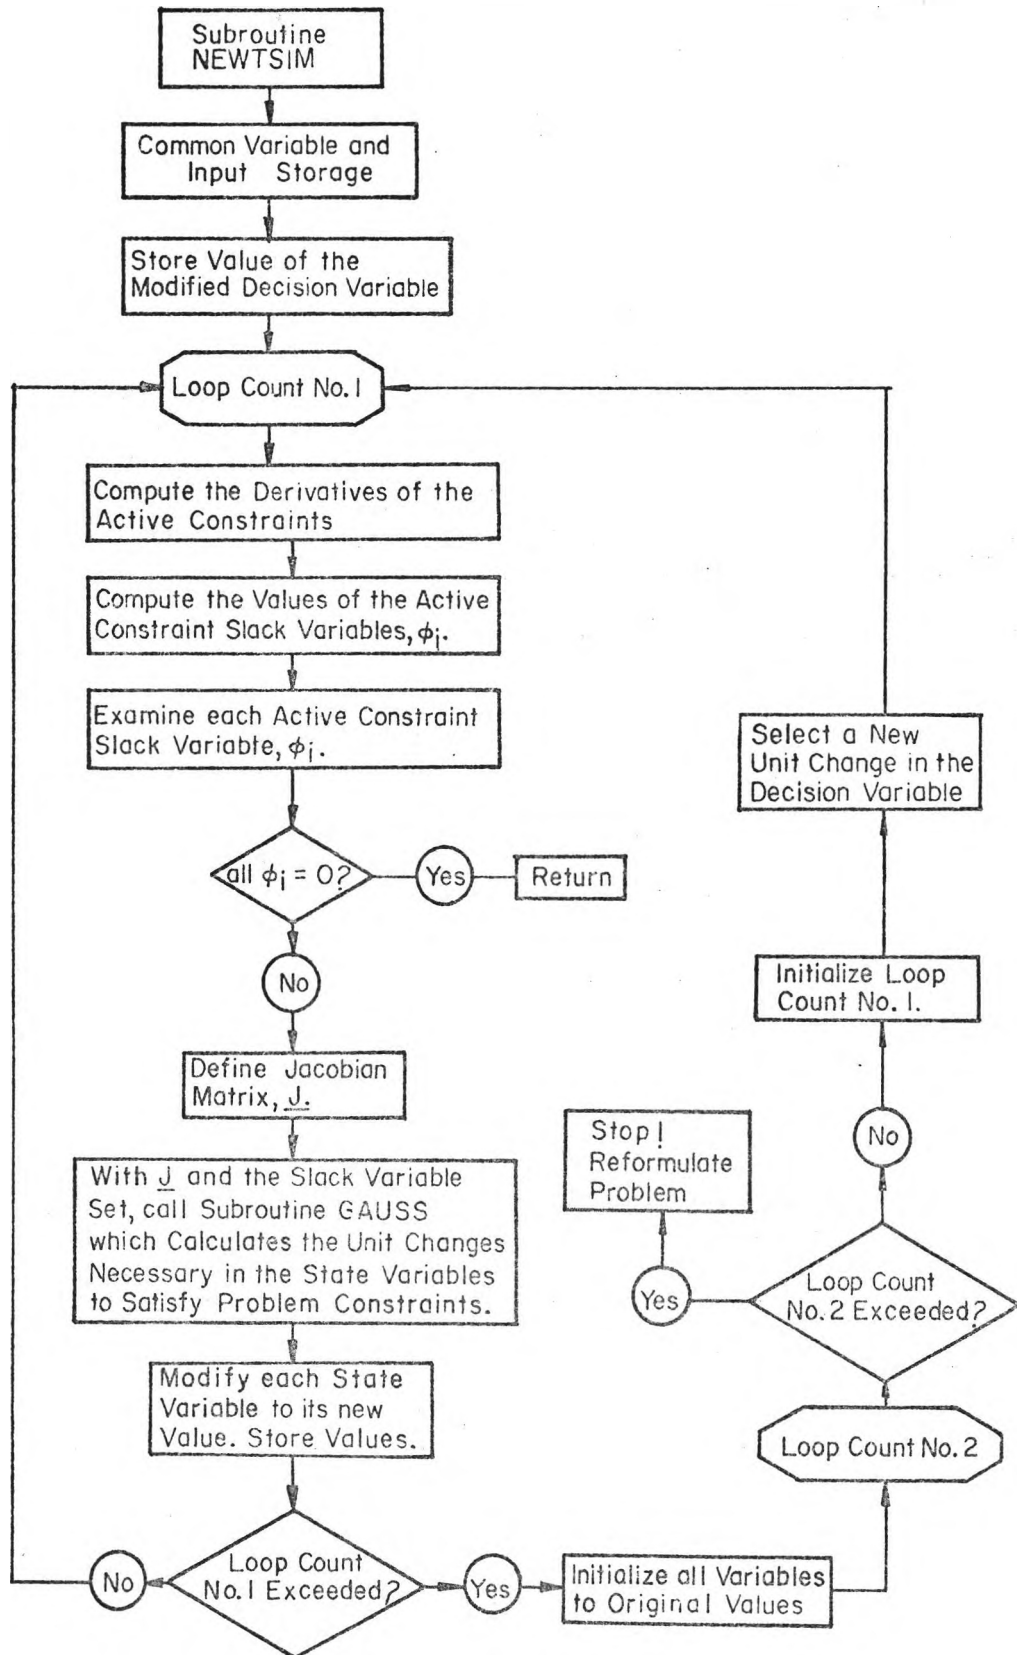 Subroutine
NEWTSIM
Common Variable and
Input Storage
Store Value of the
Modified Decision Variable
Loop Count No. 1
Compute the Derivatives of the
Active Constraints
Compute the Values of the Active
Constraint Slack Variables, ϕi.
Examine each Active Constraint
Slack Variable, ϕi.
all ϕi = 0?
Yes
Return
No
Define Jacobian
Matrix, J.
With J and the Slack Variable
Set, call Subroutine GAUSS
which Calculates the Unit Changes
Necessary in the State Variables
to Satisfy Problem Constraints.
Modify each State
Variable to its new
Value. Store Values.
Loop Count
No. 1 Exceeded?
No
Yes
Initialize all Variables
to Original Values
Loop Count No. 2
Loop Count
No. 2 Exceeded?
Yes
Stop!
Reformulate
Problem
No
Initialize Loop
Count No. 1.
Select a New
Unit Change in the
Decision Variable